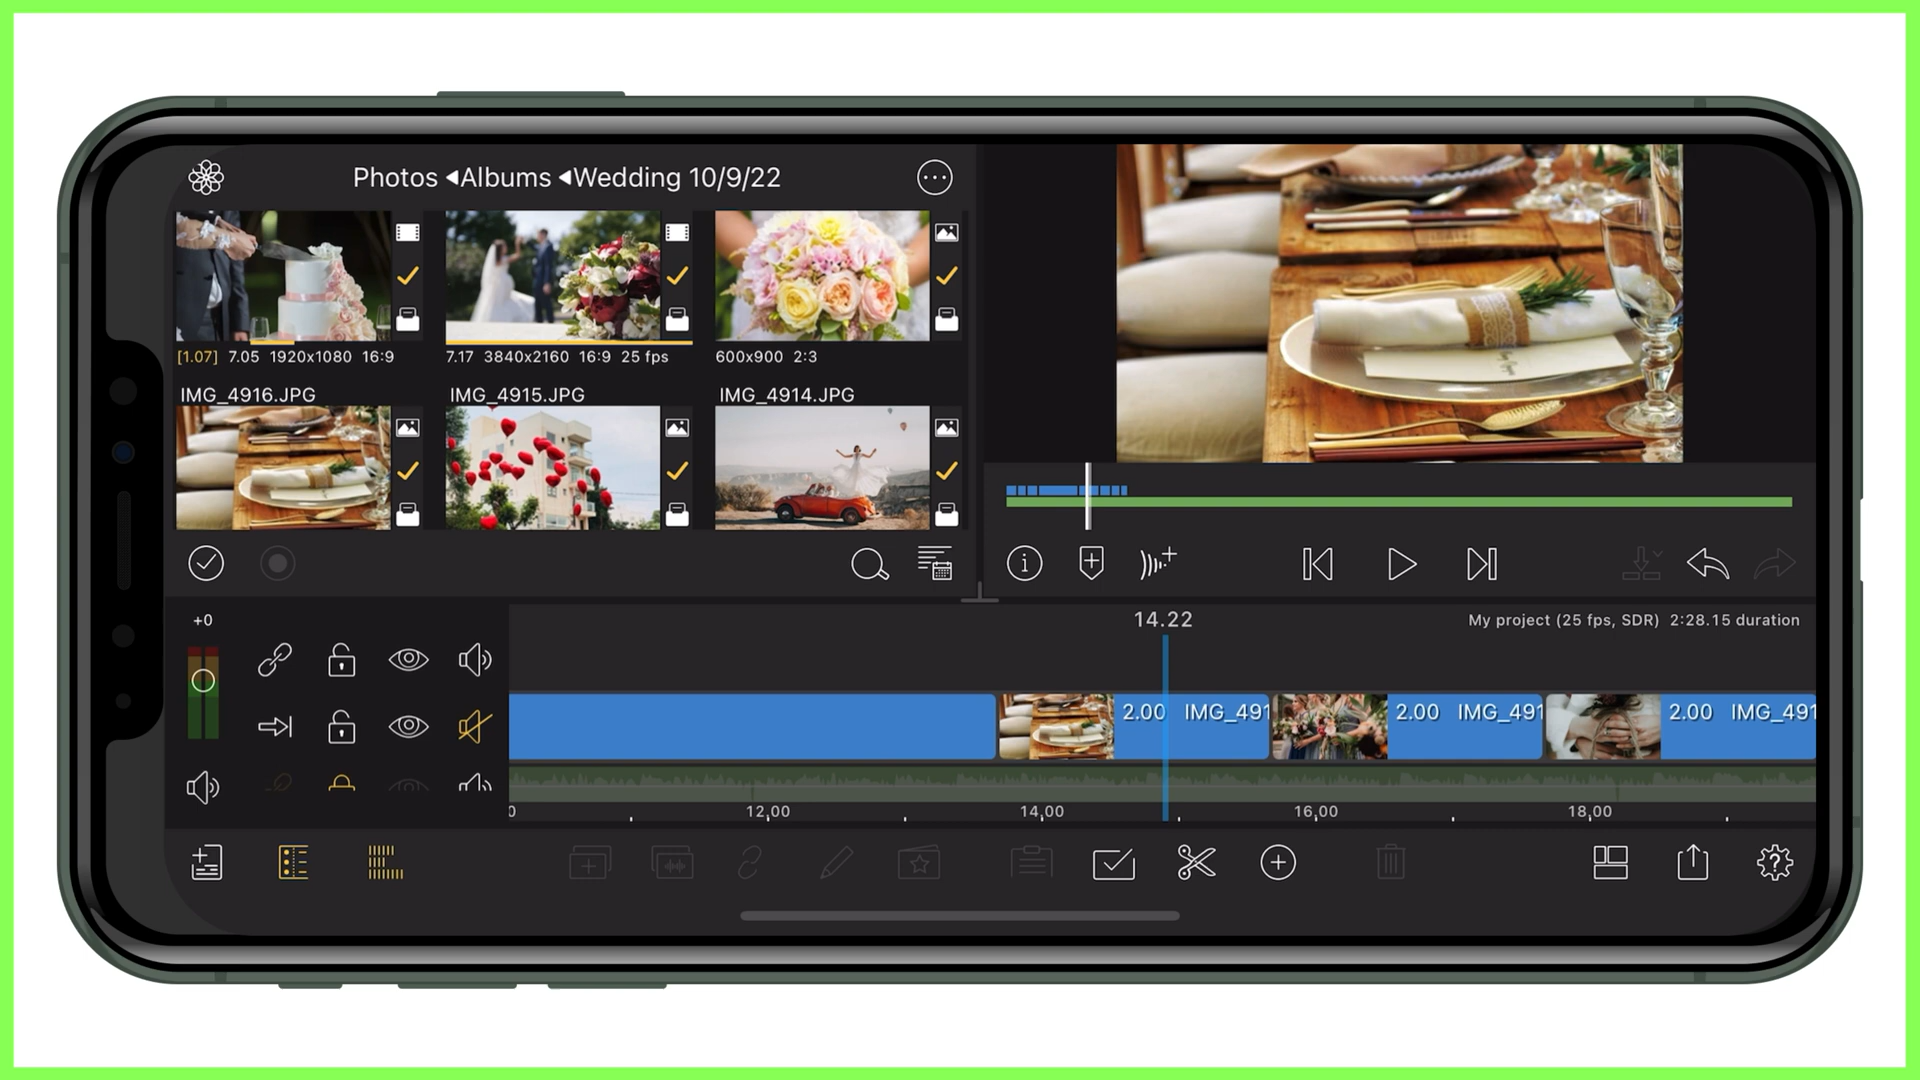 Photos ◂Albums ◂Wedding 10/9/22
[1.07] 7.05 1920x1080 16:9
7.17 3840x2160 16:9 25 fps
600x900 2:3
IMG_4916.JPG
IMG_4915.JPG
IMG_4914.JPG
+0
14.22
My project (25 fps, SDR) 2:28.15 duration
2.00 IMG_491
2.00 IMG_491
2.00 IMG_491
0
12,00
14,00
16,00
18,00